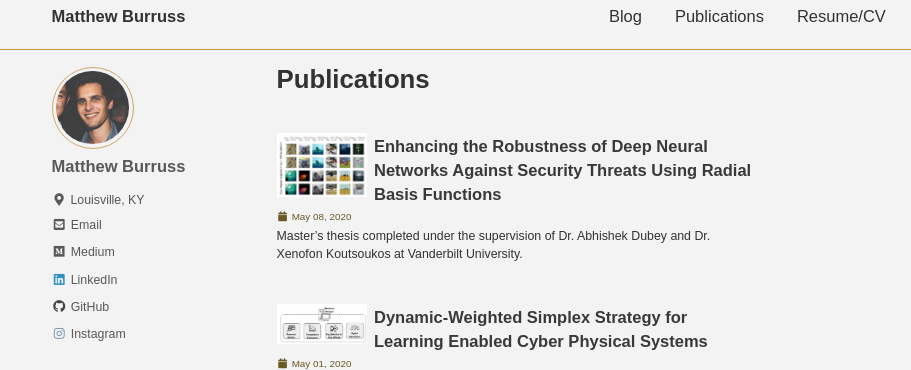 Matthew Burruss
Blog
Publications
Resume/CV
Matthew Burruss
Louisville, KY
Email
Medium
LinkedIn
GitHub
Instagram
Publications
Enhancing the Robustness of Deep Neural
Networks Against Security Threats Using Radial
Basis Functions
May 08, 2020
Master’s thesis completed under the supervision of Dr. Abhishek Dubey and Dr.
Xenofon Koutsoukos at Vanderbilt University.
Dynamic-Weighted Simplex Strategy for
Learning Enabled Cyber Physical Systems
May 01, 2020